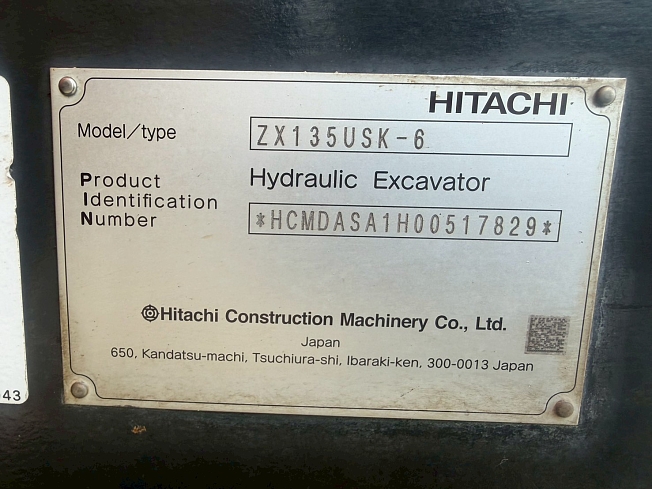 HITACHI
Model/type ZX135USK-6
Hydraulic Excavator
Product
Identification
Number
*HCMDASA1H00517829*
Hitachi Construction Machinery Co., Ltd.
Japan
650, Kandatsu-machi, Tsuchiura-shi, Ibaraki-ken, 300-0013 Japan
43